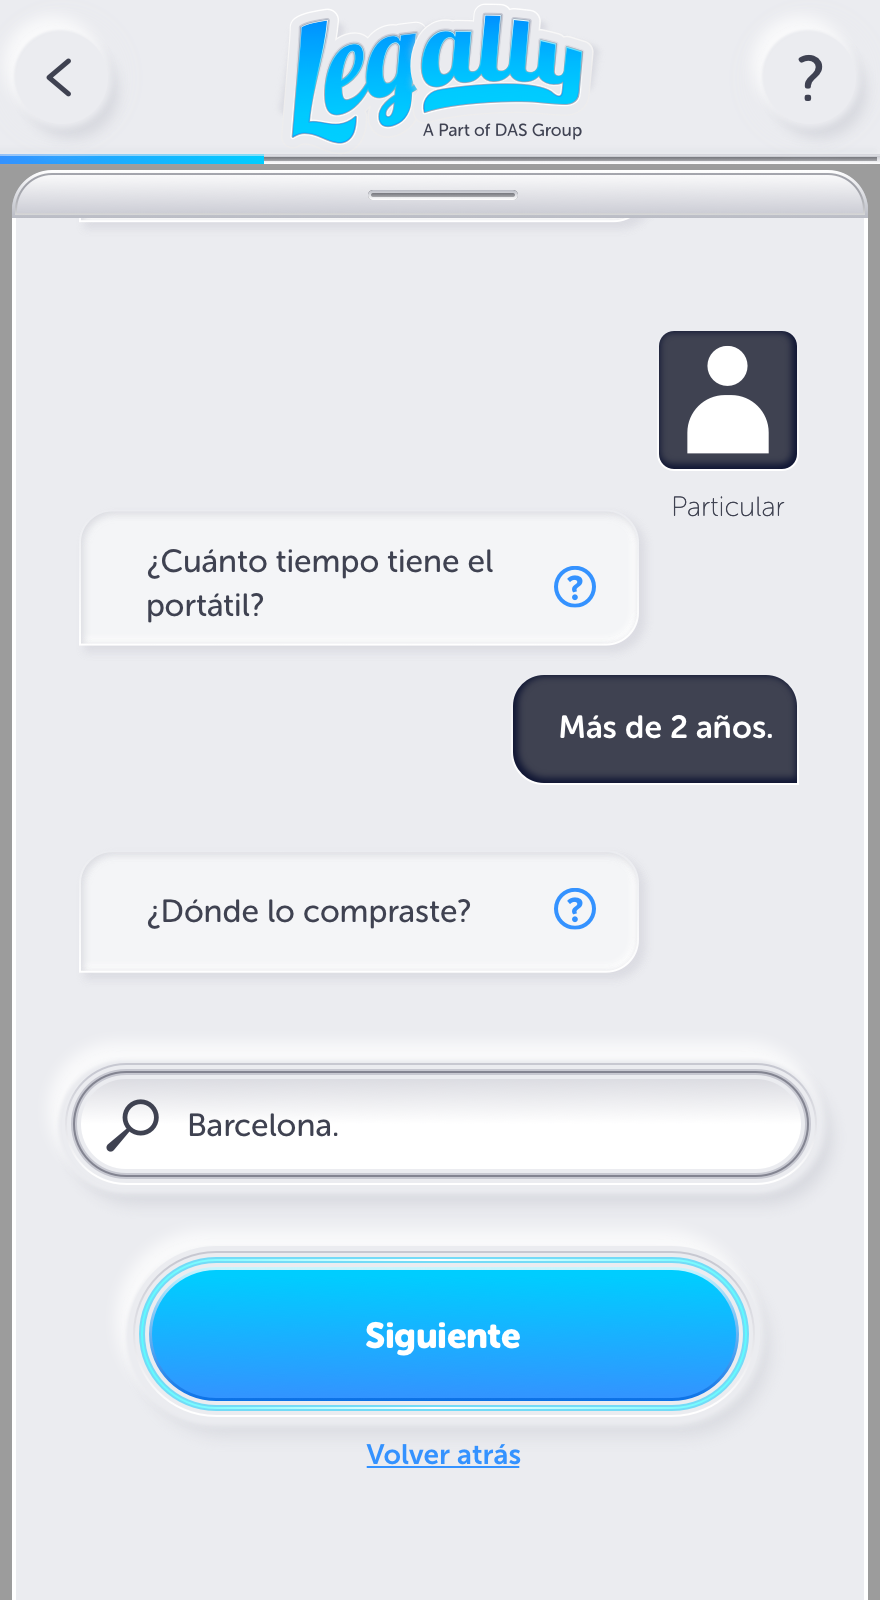 Legally
A Part of DAS Group
?
Particular
¿Cuánto tiempo tiene el
portátil?
?
Más de 2 años.
¿Dónde lo compraste?
?
Barcelona.
Siguiente
Volver atrás